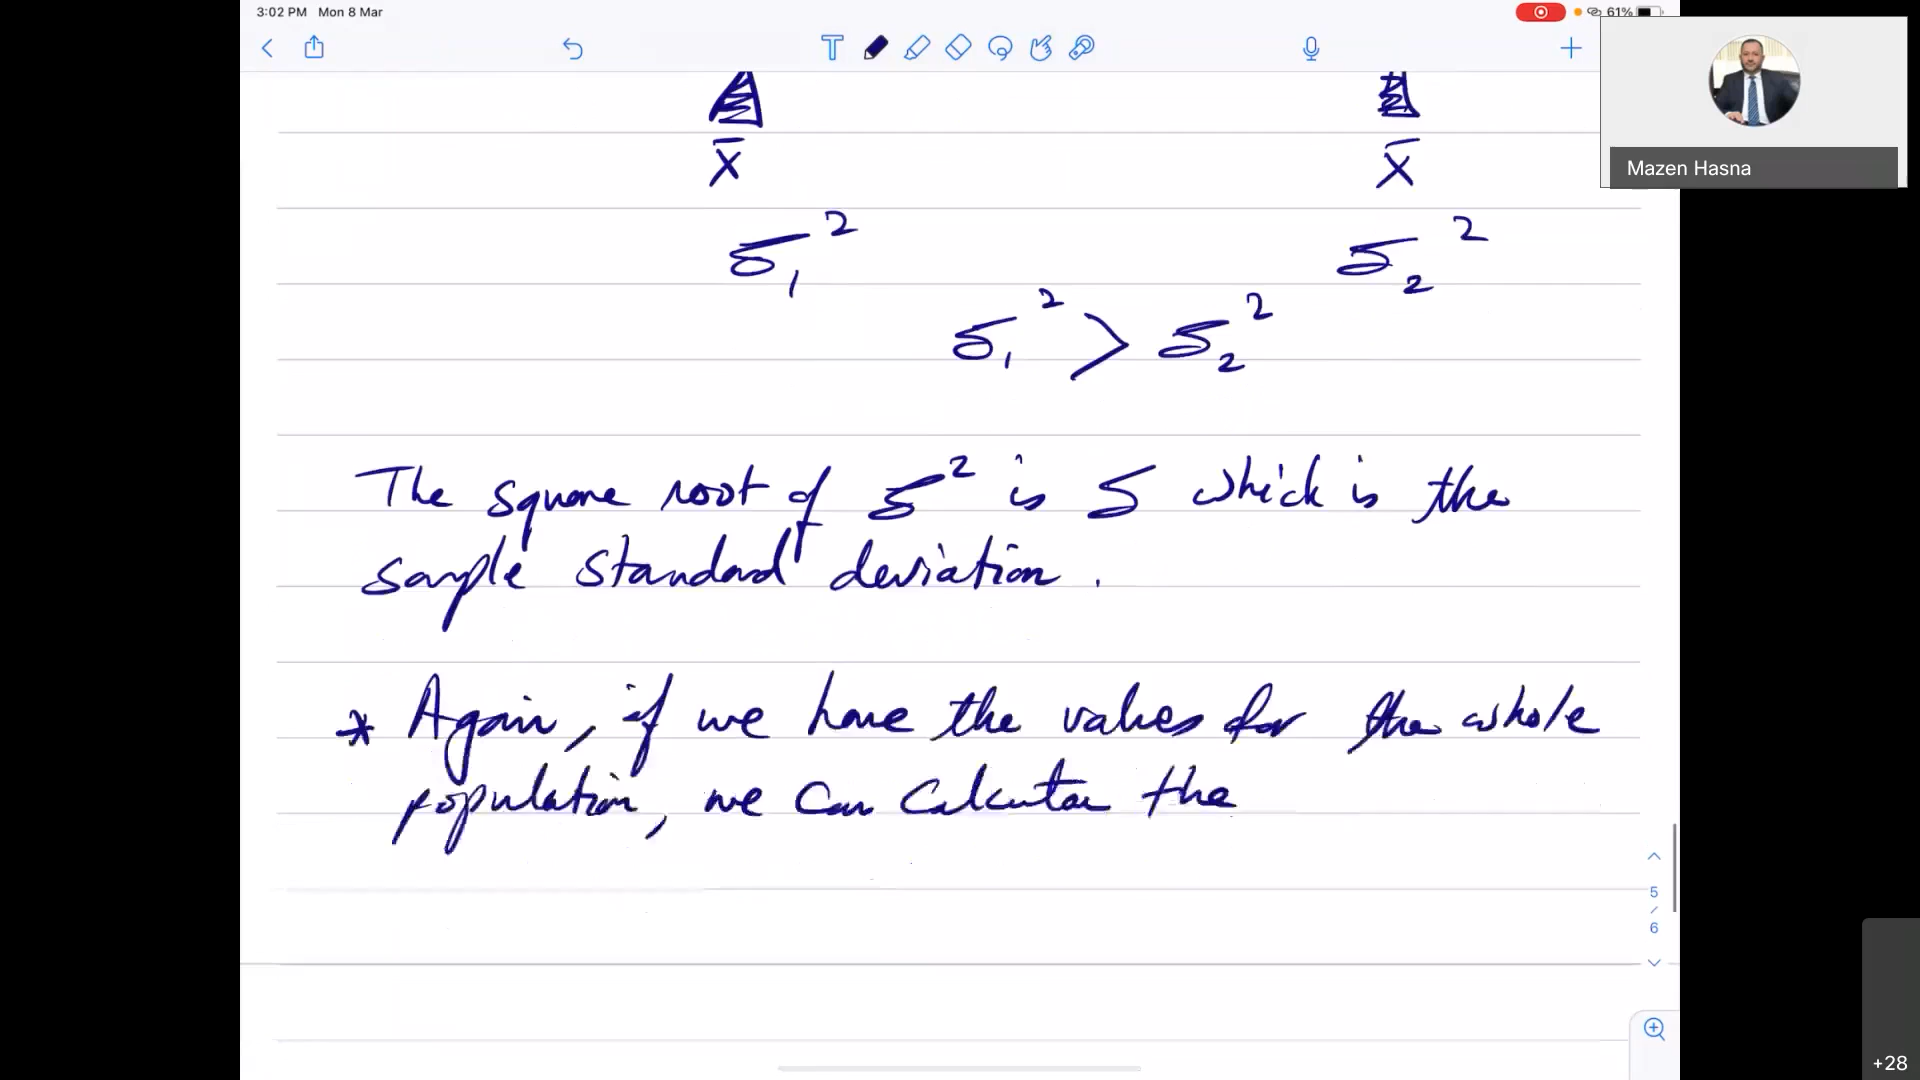 3:02 PM Mon 8 Mar
61%
Mazen Hasna
x̄ x̄
S₁² S₂²
S₁² > S₂²
The square root of S² is S which is the
sample standard deviation.
* Again, if we have the values for the whole
population, we can calculate the
5
/
6
+28